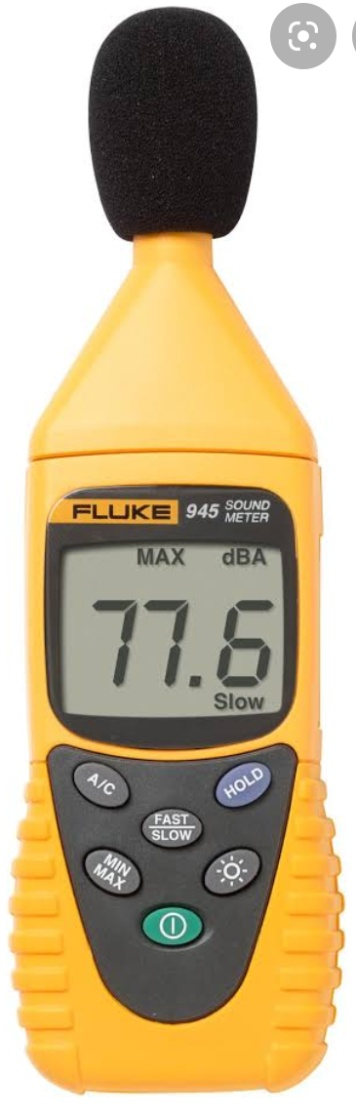 FLUKE 945 SOUND METER
MAX dBA
77.6
Slow
A/C
HOLD
FAST
SLOW
MIN
MAX